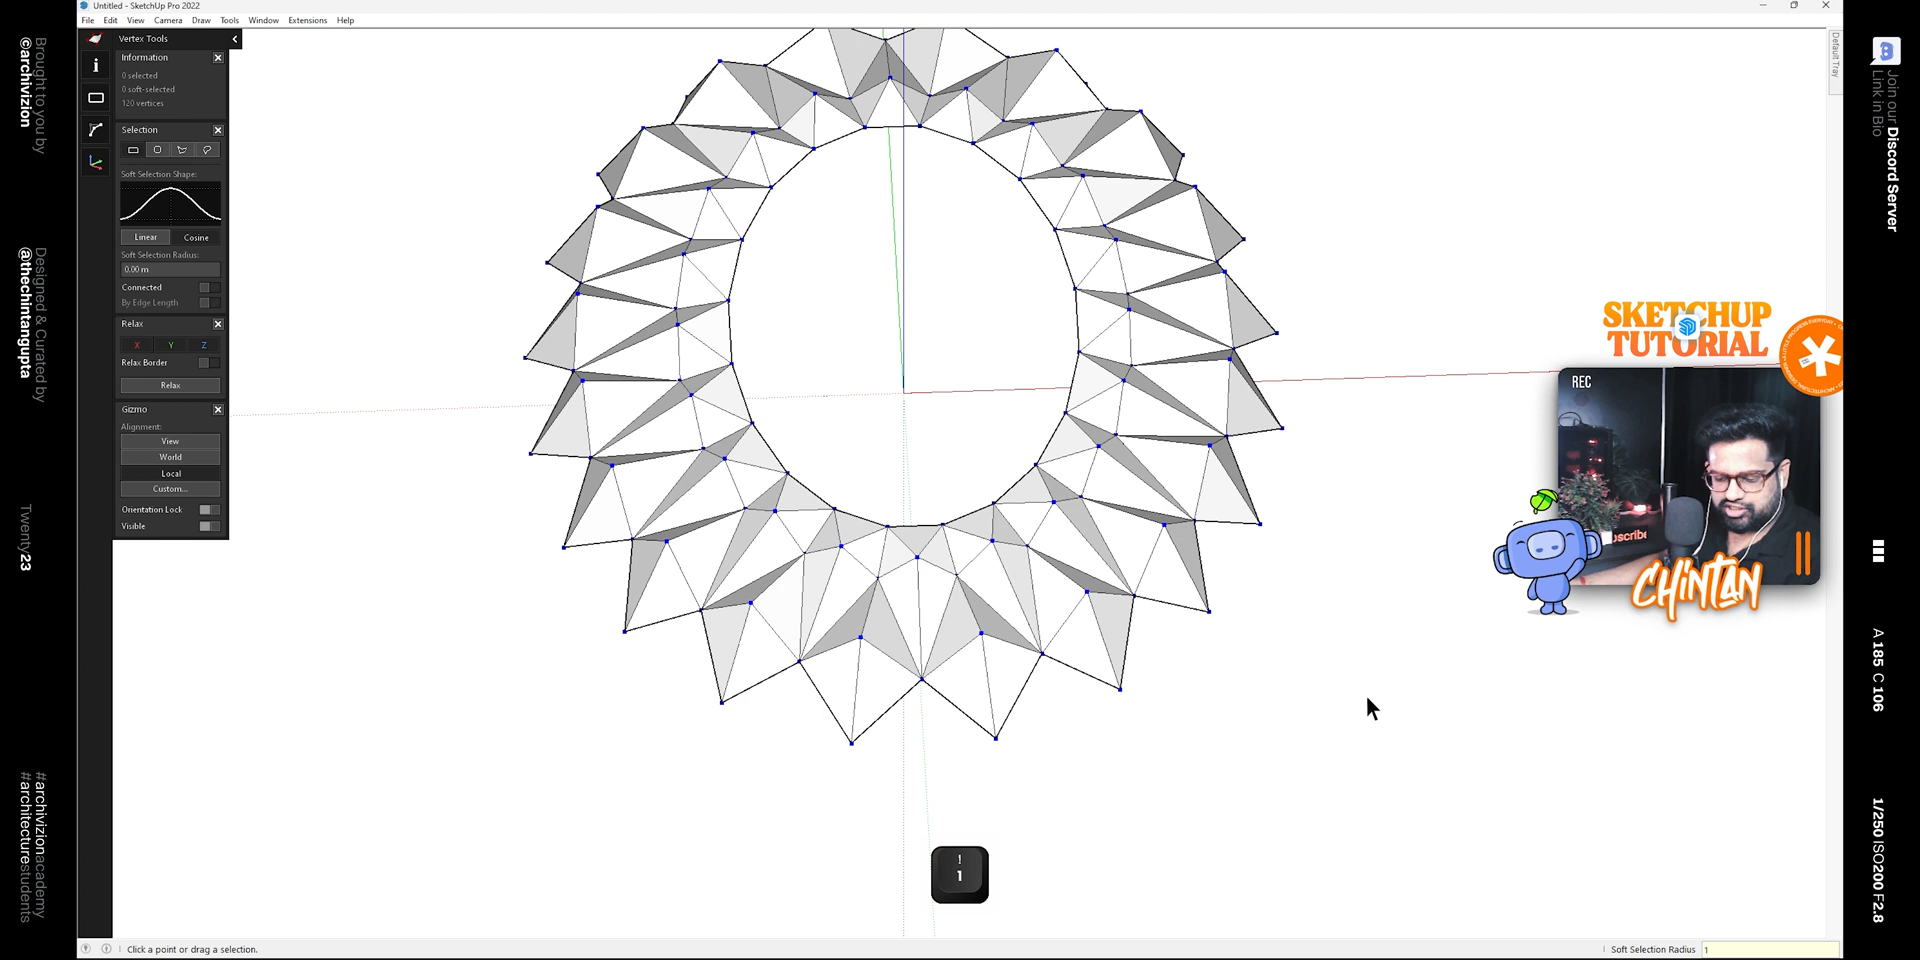 Untitled - SketchUp Pro 2022
File Edit View Camera Draw Tools Window Extensions Help
Vertex Tools
Information
0 selected
0 soft-selected
120 vertices
Selection
Soft Selection Shape:
Linear Cosine
Soft Selection Radius:
0.00 m
Connected
By Edge Length
Relax
X Y Z
Relax Border
Relax
Gizmo
Alignment:
View
World
Local
Custom...
Orientation Lock
Visible
Click a point or drag a selection.
Soft Selection Radius 1
Default Tray
Brought to you by
@archivizion
Designed & Curated by
@thechintangupta
Twenty23
#archivizionacademy
#architecturestudents
Join our Discord Server
Link in Bio
A 185 C 106
1/250 ISO200 F2.8
SKETCHUP
TUTORIAL
REC
CHINTAN
!
1